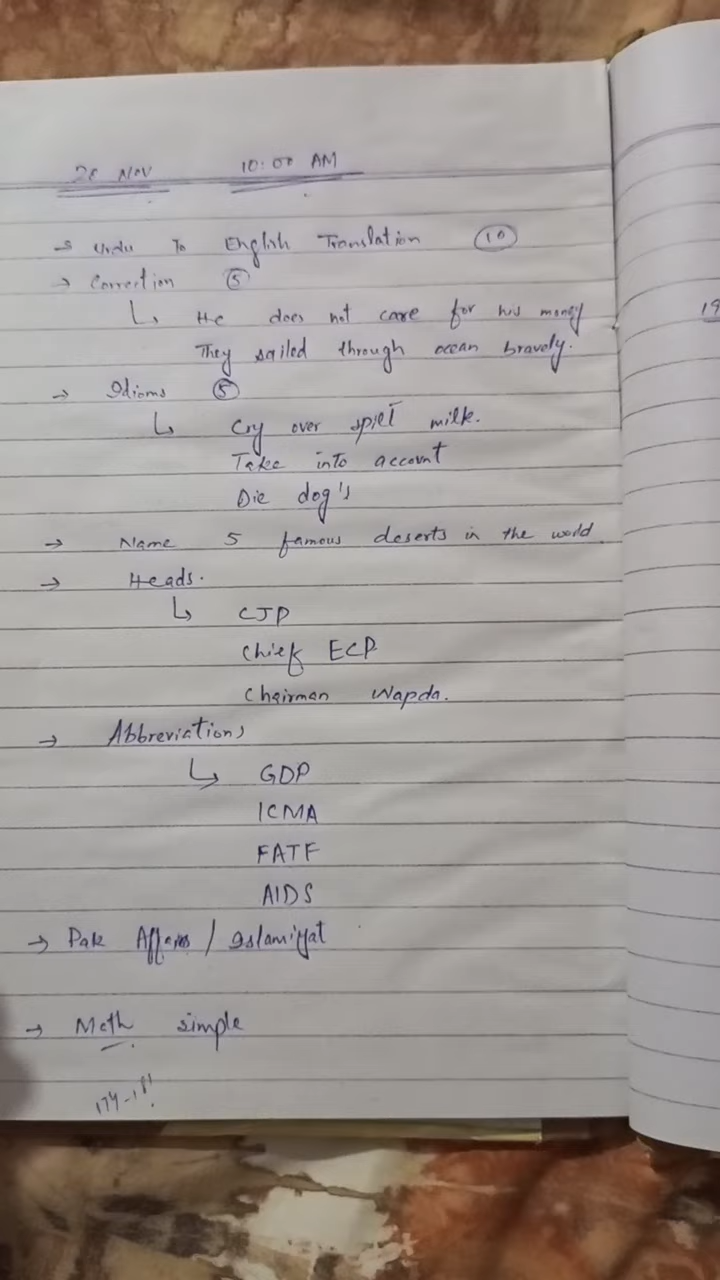 28 Nov 10:00 AM
→ Urdu To English Translation (10)
→ Correction (5)
↳ He does not care for his money
They sailed through ocean bravely.
→ Idioms (5)
↳ Cry over spilt milk.
Take into account
Die dog's
→ Name 5 famous deserts in the world.
→ Heads.
↳ CJP
Chief ECP
Chairman Wapda.
→ Abbreviations
↳ GDP
ICMA
FATF
AIDS
→ Pak Affairs / Islamiyat
→ Math simple
174-181.
19